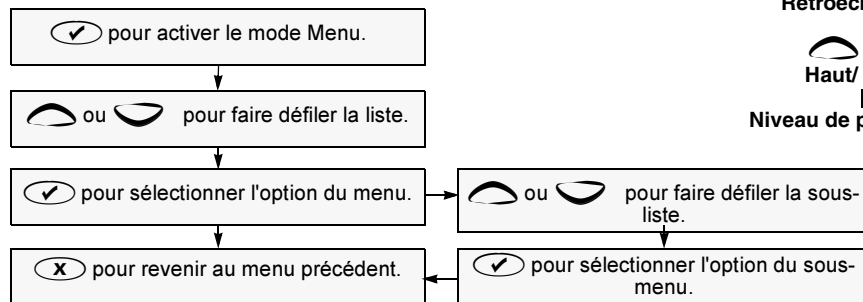 Rétroéc
pour activer le mode Menu.
Haut/
ou pour faire défiler la liste.
Niveau de p
pour sélectionner l'option du menu.
ou pour faire défiler la sous-
liste.
X pour revenir au menu précédent.
pour sélectionner l'option du sous-
menu.